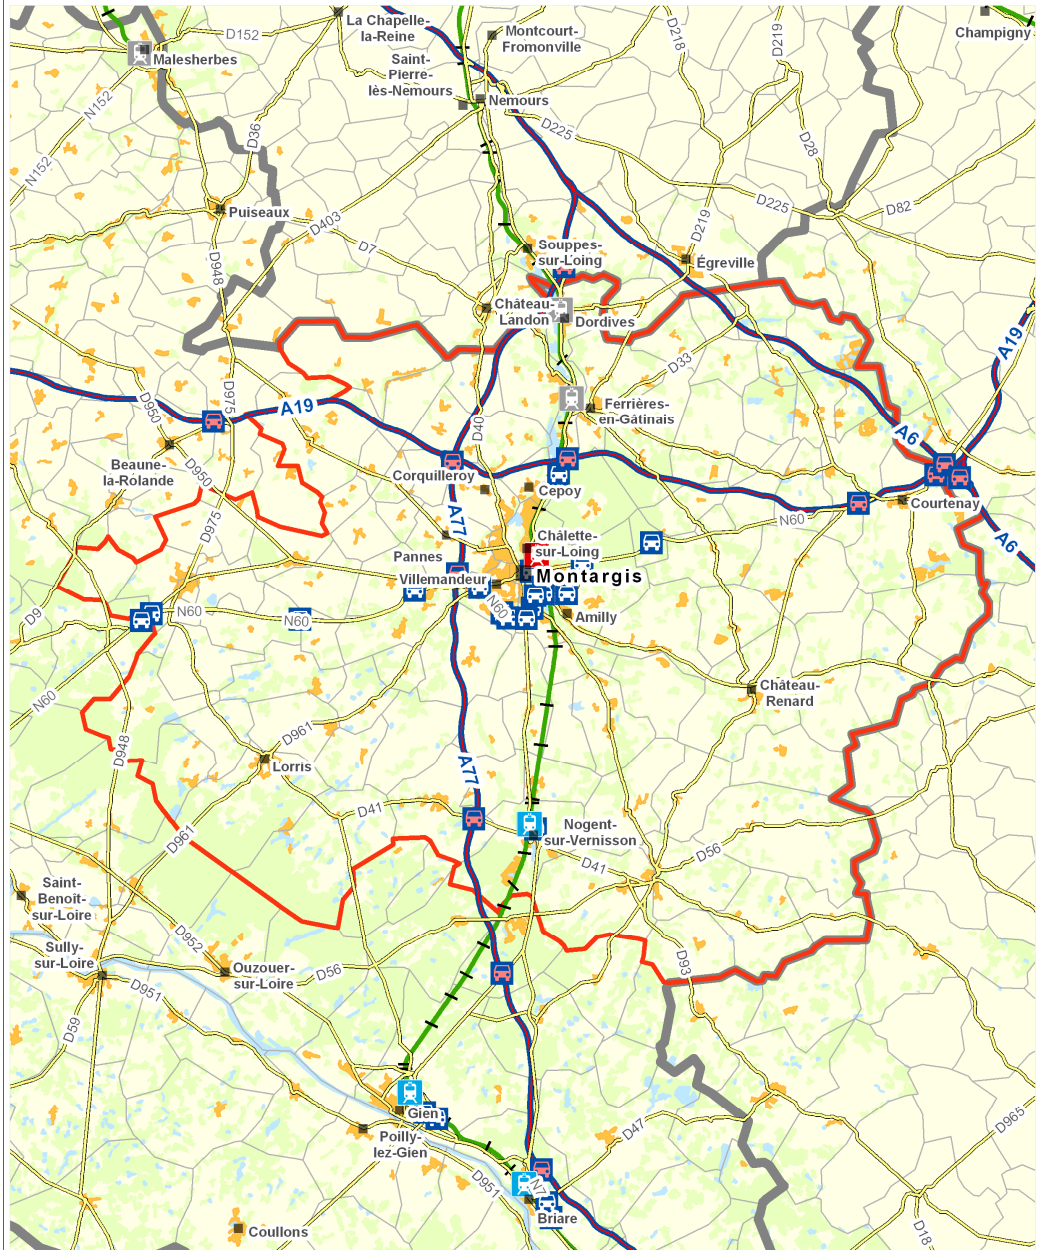 La Chapelle-
la-Reine
D152
Montcourt-
Fromonville
D218
D219
Champigny
Malesherbes
Saint-
Pierre-
lès-Nemours
Nemours
N152
D36
D225
D28
N152
Puiseaux
D403
D7
D225
D82
D219
Souppes-
sur-Loing
Égreville
D948
Château-
Landon
Dordives
A19
D33
D975
D950
A19
Ferrières-
en-Gâtinais
D40
A6
Beaune-
la-Rolande
D950
Corquilleroy
Cepoy
Courtenay
D975
A77
N60
A6
Pannes
Châlette-
sur-Loing
Villemandeur
Montargis
D9
N60
N60
N60
Amilly
N60
Château-
Renard
D948
D961
Lorris
A77
D41
D961
Nogent-
sur-Vernisson
D41
D56
Saint-
Benoît-
sur-Loire
D952
Sully-
sur-Loire
Ouzouer-
sur-Loire
D56
D93
D951
D59
Gien
D47
D965
Poilly-
lez-Gien
D951
N7
Briare
Coullons
D18